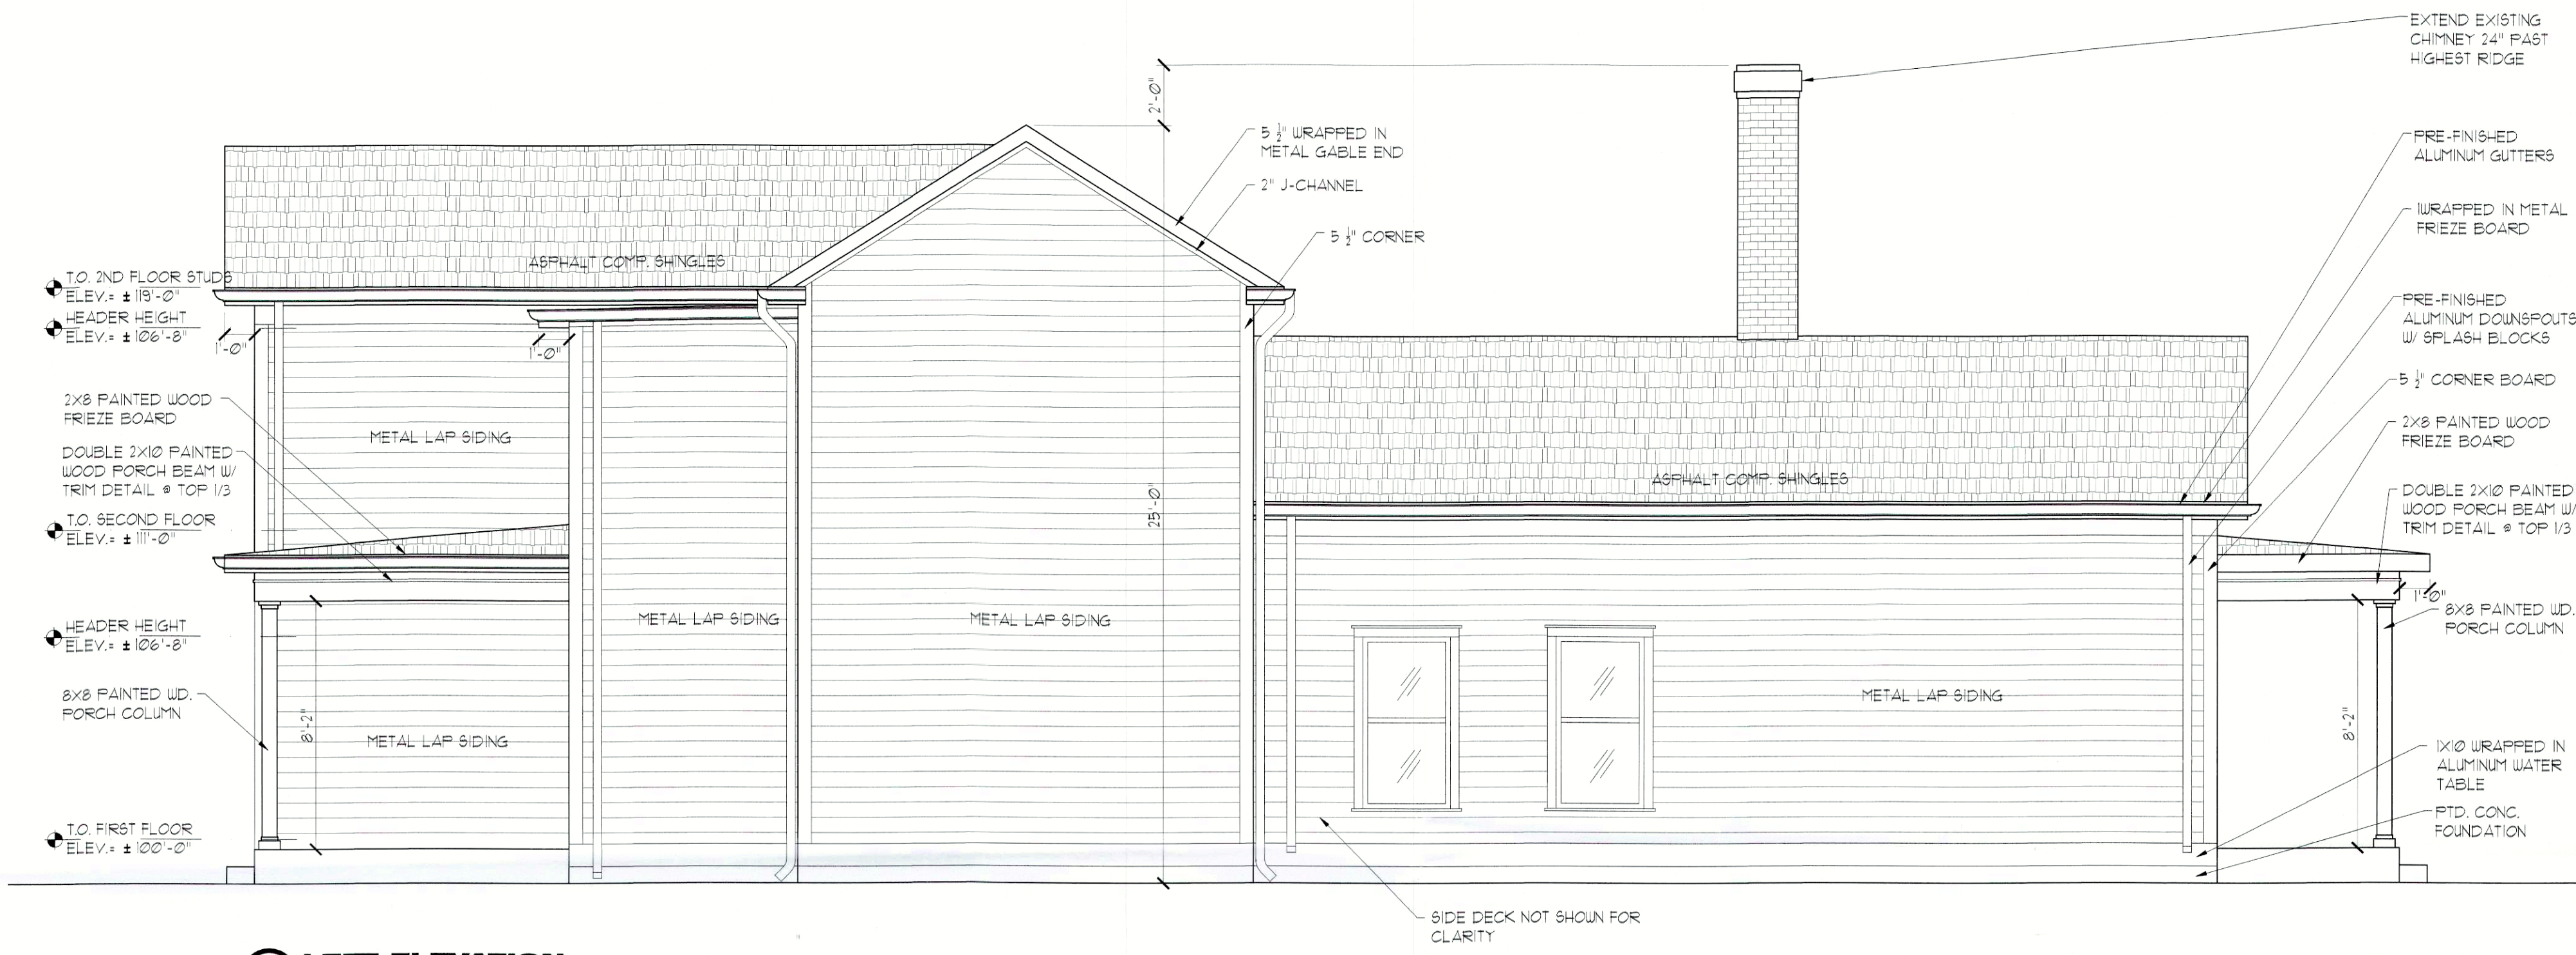 EXTEND EXISTING
CHIMNEY 24" PAST
HIGHEST RIDGE
2'-0"
5 1/2" WRAPPED IN
METAL GABLE END
2" J-CHANNEL
5 1/2" CORNER
PRE-FINISHED
ALUMINUM GUTTERS
1WRAPPED IN METAL
FRIEZE BOARD
ASPHALT COMP. SHINGLES
T.O. 2ND FLOOR STUDS
ELEV.= ± 119'-0"
HEADER HEIGHT
ELEV.= ± 106'-8"
1'-0"
1'-0"
PRE-FINISHED
ALUMINUM DOWNSPOUTS
W/ SPLASH BLOCKS
5 1/2" CORNER BOARD
2X8 PAINTED WOOD
FRIEZE BOARD
METAL LAP SIDING
DOUBLE 2X10 PAINTED
WOOD PORCH BEAM W/
TRIM DETAIL @ TOP 1/3
2X8 PAINTED WOOD
FRIEZE BOARD
ASPHALT COMP. SHINGLES
25'-0"
DOUBLE 2X10 PAINTED
WOOD PORCH BEAM W/
TRIM DETAIL @ TOP 1/3
T.O. SECOND FLOOR
ELEV.= ± 111'-0"
1'-0"
8X8 PAINTED WD.
PORCH COLUMN
HEADER HEIGHT
ELEV.= ± 106'-8"
METAL LAP SIDING
METAL LAP SIDING
8X8 PAINTED WD.
PORCH COLUMN
8'-2"
METAL LAP SIDING
METAL LAP SIDING
8'-2"
1X10 WRAPPED IN
ALUMINUM WATER
TABLE
PTD. CONC.
FOUNDATION
T.O. FIRST FLOOR
ELEV.= ± 100'-0"
SIDE DECK NOT SHOWN FOR
CLARITY
LEFT ELEVATION